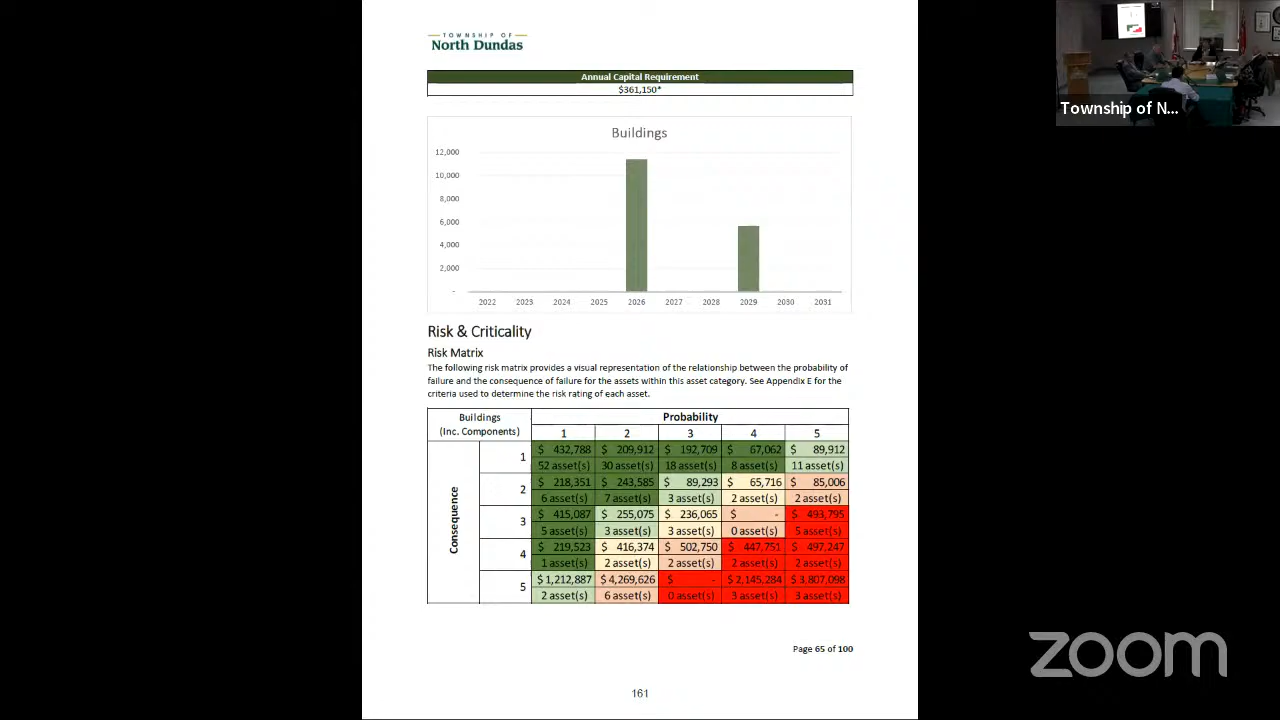 TOWNSHIP OF
North Dundas
Annual Capital Requirement
$361,150*
Buildings
12,000
10,000
8,000
6,000
4,000
2,000
-
2022 2023 2024 2025 2026 2027 2028 2029 2030 2031
Risk & Criticality
Risk Matrix
The following risk matrix provides a visual representation of the relationship between the probability of
failure and the consequence of failure for the assets within this asset category. See Appendix E for the
criteria used to determine the risk rating of each asset.
Buildings
(Inc. Components)
Probability
1 2 3 4 5
Consequence
1 $ 432,788 $ 209,912 $ 192,709 $ 67,062 $ 89,912
52 asset(s) 30 asset(s) 18 asset(s) 8 asset(s) 11 asset(s)
2 $ 218,351 $ 243,585 $ 89,293 $ 65,716 $ 85,006
6 asset(s) 7 asset(s) 3 asset(s) 2 asset(s) 2 asset(s)
3 $ 415,087 $ 255,075 $ 236,065 $ - $ 493,795
5 asset(s) 3 asset(s) 3 asset(s) 0 asset(s) 5 asset(s)
4 $ 219,523 $ 416,374 $ 502,750 $ 447,751 $ 497,247
1 asset(s) 2 asset(s) 2 asset(s) 2 asset(s) 2 asset(s)
5 $ 1,212,887 $ 4,269,626 $ - $ 2,145,284 $ 3,807,098
2 asset(s) 6 asset(s) 0 asset(s) 3 asset(s) 3 asset(s)
Page 65 of 100
161
Township of N...
zoom